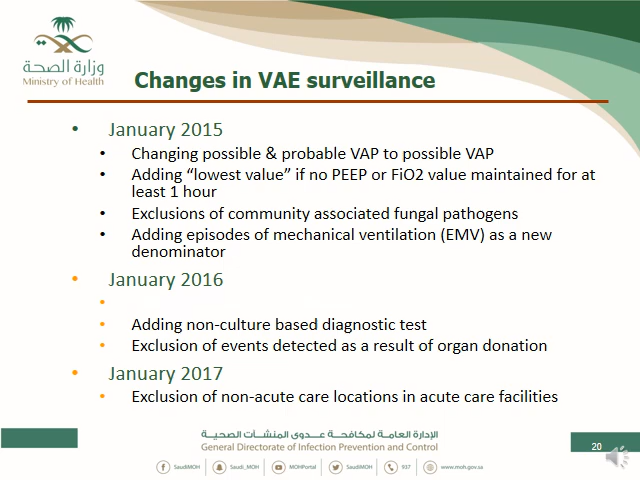 وزارة الصحة
Ministry of Health
Changes in VAE surveillance
• January 2015
• Changing possible & probable VAP to possible VAP
• Adding “lowest value” if no PEEP or FiO2 value maintained for at
least 1 hour
• Exclusions of community associated fungal pathogens
• Adding episodes of mechanical ventilation (EMV) as a new
denominator
• January 2016
•
• Adding non-culture based diagnostic test
• Exclusion of events detected as a result of organ donation
• January 2017
• Exclusion of non-acute care locations in acute care facilities
الإدارة العامة لمكافحة عدوى المنشآت الصحية
General Directorate of Infection Prevention and Control
SaudiMOH Saudi_MOH MOHPortal SaudiMOH 937 www.moh.gov.sa
20